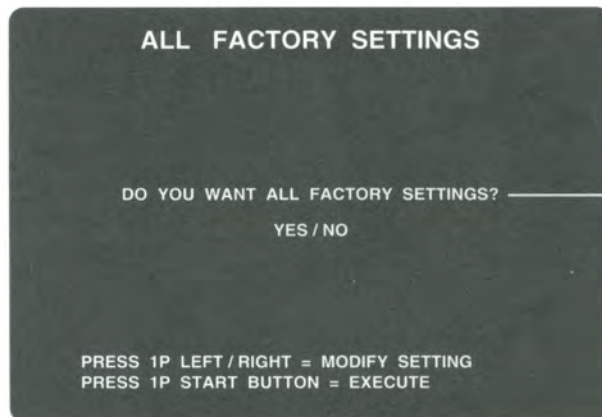 ALL FACTORY SETTINGS
DO YOU WANT ALL FACTORY SETTINGS?
YES / NO
PRESS 1P LEFT / RIGHT = MODIFY SETTING
PRESS 1P START BUTTON = EXECUTE